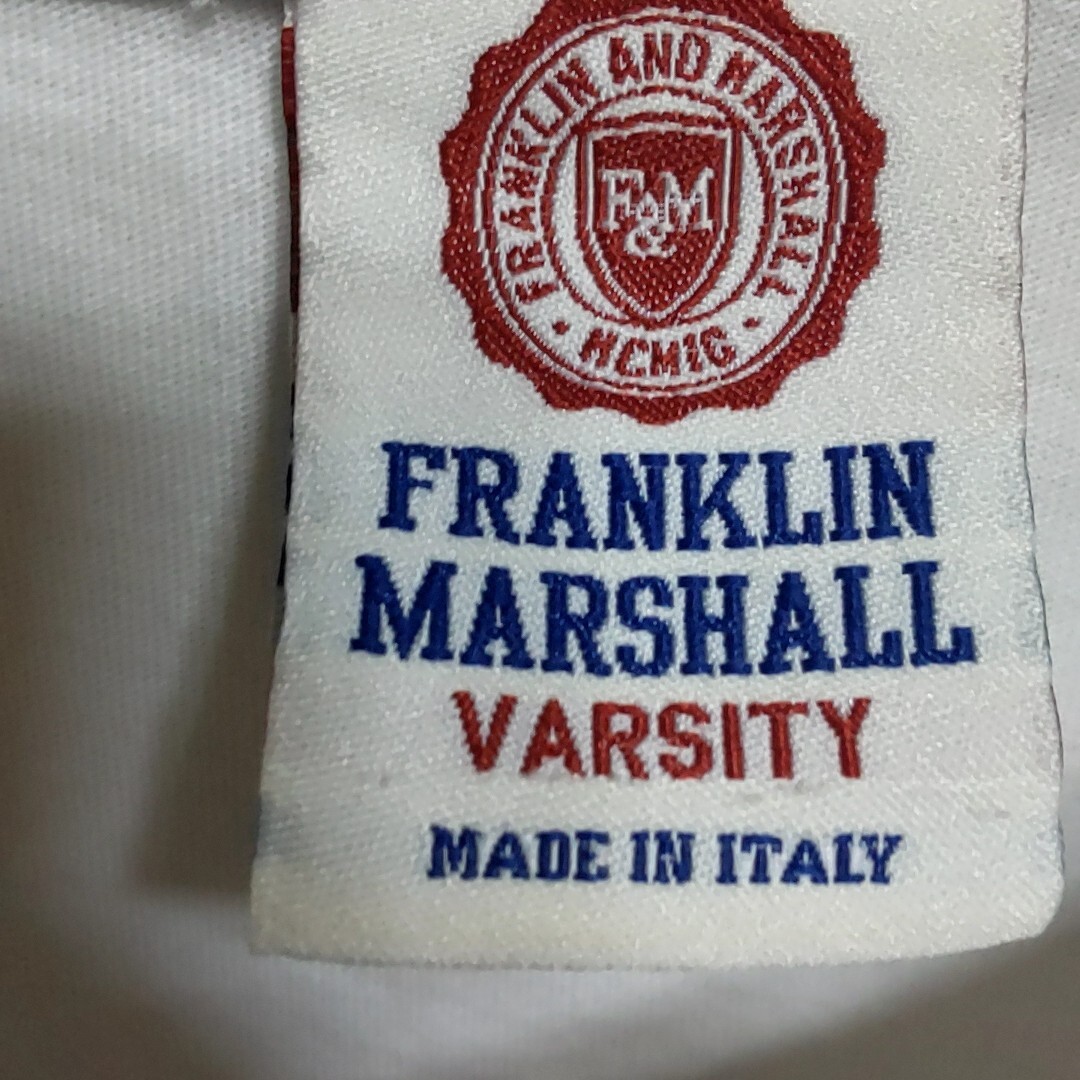 FRANKLIN AND MARSHALL
F&M
MCMIG
FRANKLIN
MARSHALL
VARSITY
MADE IN ITALY